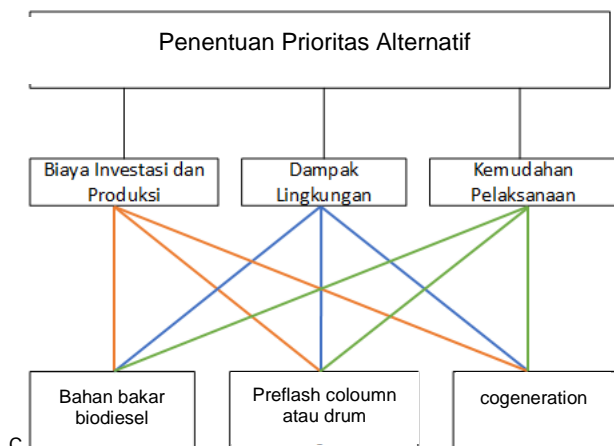 Penentuan Prioritas Alternatif
Biaya Investasi dan
Produksi
Dampak
Lingkungan
Kemudahan
Pelaksanaan
Bahan bakar
biodiesel
Preflash coloumn
atau drum
cogeneration
C